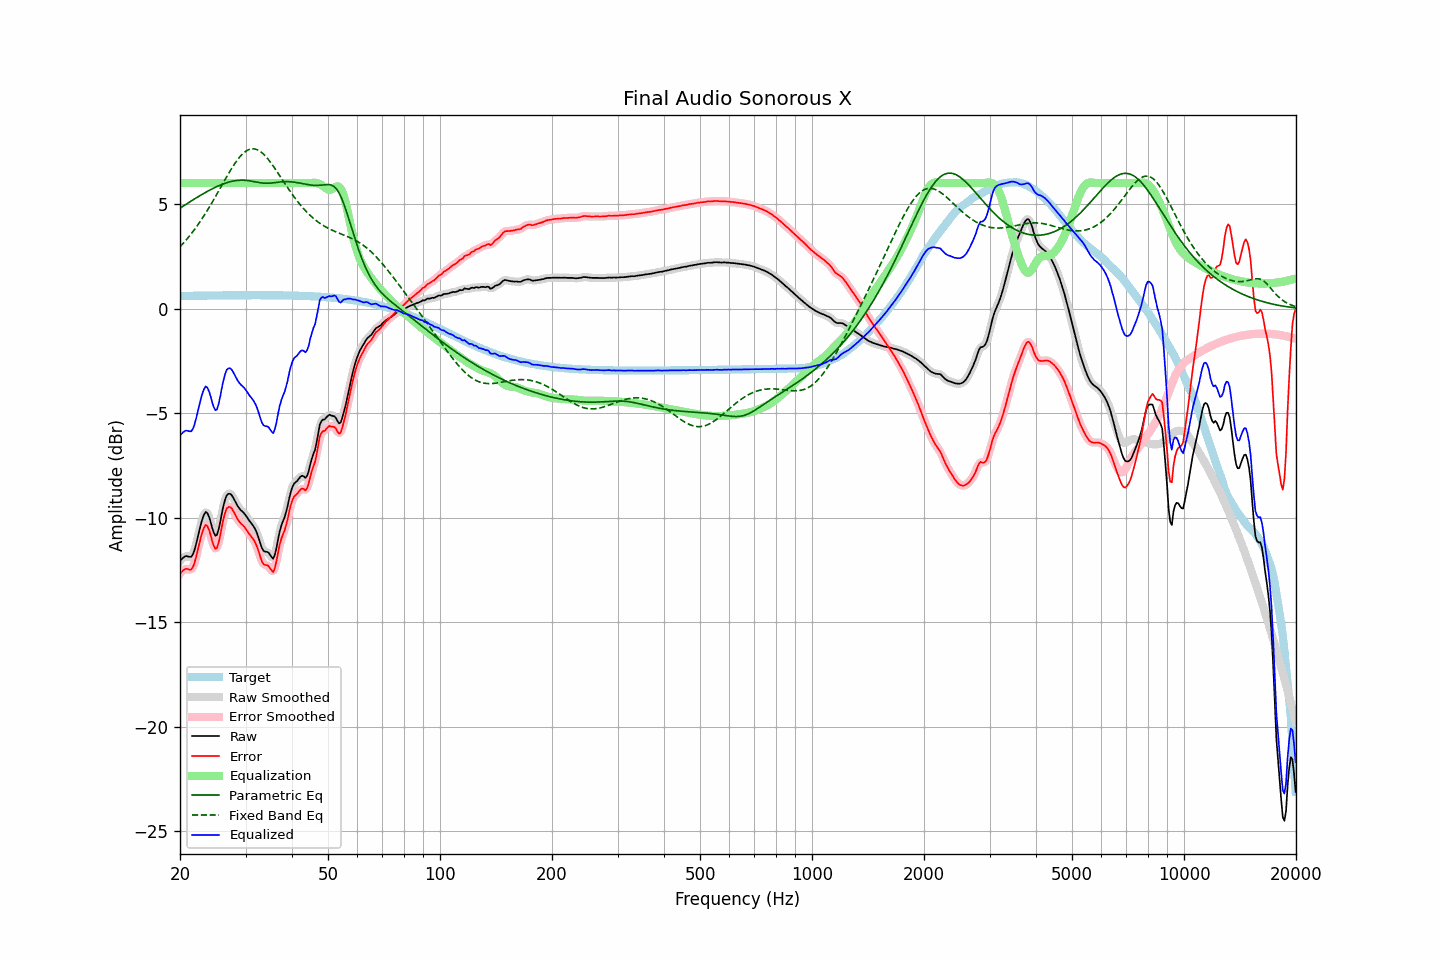 Final Audio Sonorous X
Amplitude (dBr)
5
0
−5
−10
−15
−20
−25
Target
Raw Smoothed
Error Smoothed
Raw
Error
Equalization
Parametric Eq
Fixed Band Eq
Equalized
20 50 100 200 500 1000 2000 5000 10000 20000
Frequency (Hz)